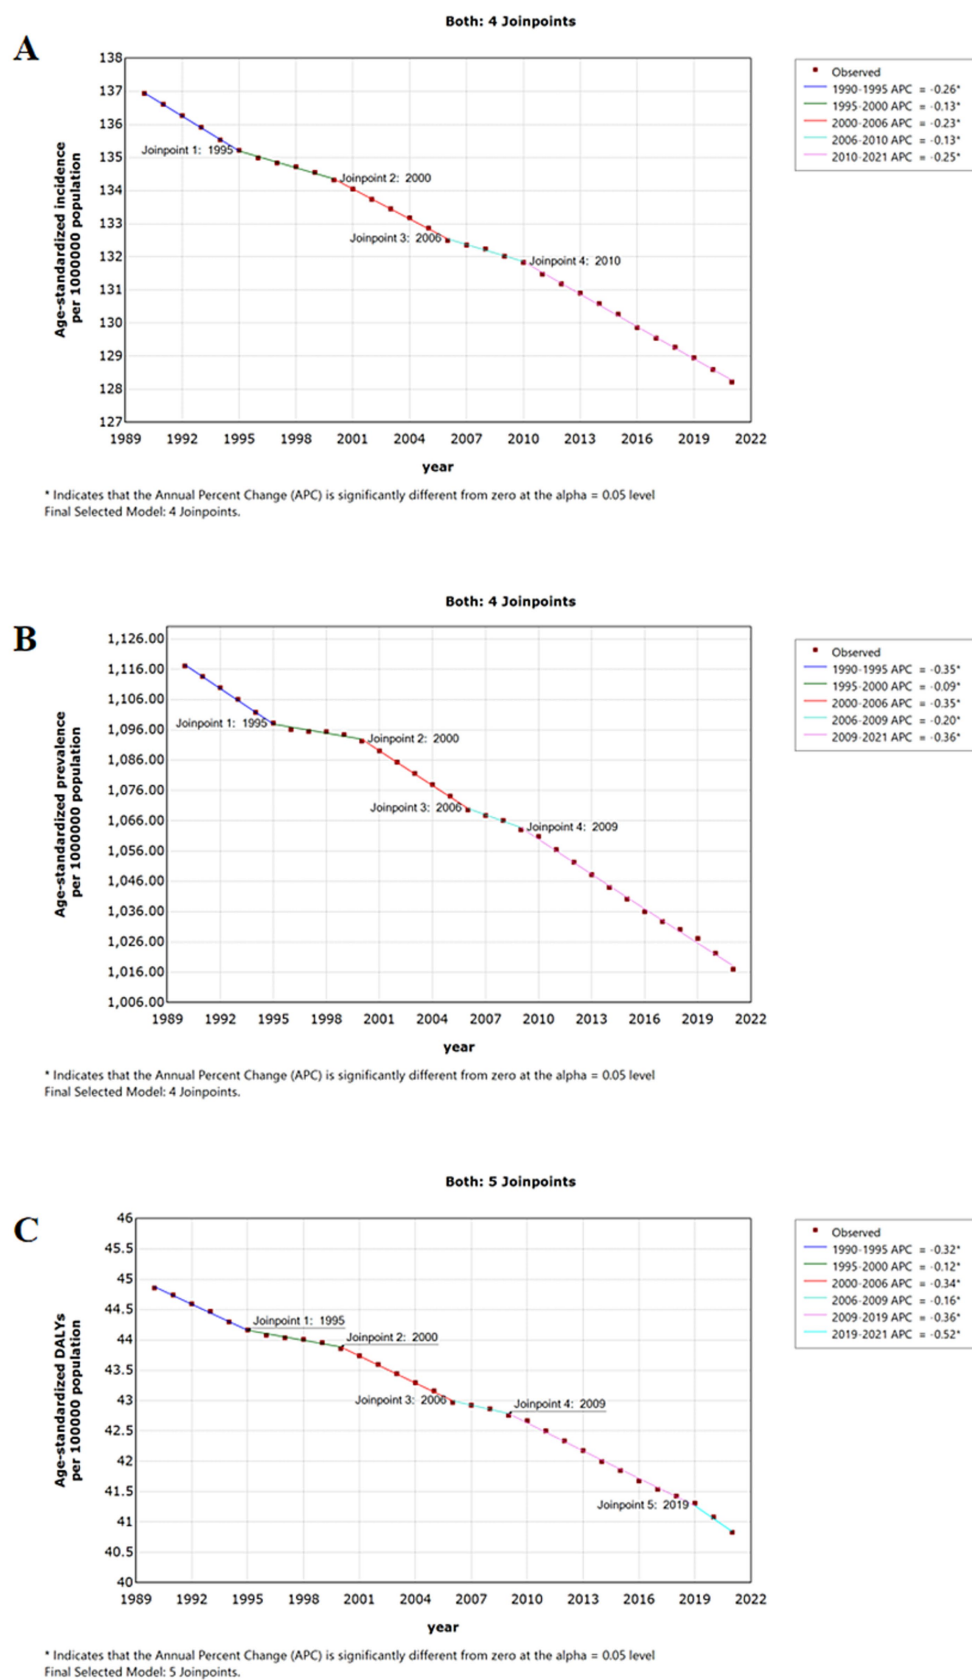 Both: 4 Joinpoints
A
Age-standardized incidence
per 1000000 population
138
137
136
135
134
133
132
131
130
129
128
127
Joinpoint 1: 1995
Joinpoint 2: 2000
Joinpoint 3: 2006
Joinpoint 4: 2010
1989 1992 1995 1998 2001 2004 2007 2010 2013 2016 2019 2022
year
Observed
1990-1995 APC = -0.26*
1995-2000 APC = -0.13*
2000-2006 APC = -0.23*
2006-2010 APC = -0.13*
2010-2021 APC = -0.25*
* Indicates that the Annual Percent Change (APC) is significantly different from zero at the alpha = 0.05 level
Final Selected Model: 4 Joinpoints.
Both: 4 Joinpoints
B
Age-standardized prevalence
per 1000000 population
1,126.00
1,116.00
1,106.00
1,096.00
1,086.00
1,076.00
1,066.00
1,056.00
1,046.00
1,036.00
1,026.00
1,016.00
1,006.00
Joinpoint 1: 1995
Joinpoint 2: 2000
Joinpoint 3: 2006
Joinpoint 4: 2009
1989 1992 1995 1998 2001 2004 2007 2010 2013 2016 2019 2022
year
Observed
1990-1995 APC = -0.35*
1995-2000 APC = -0.09*
2000-2006 APC = -0.35*
2006-2009 APC = -0.20*
2009-2021 APC = -0.36*
* Indicates that the Annual Percent Change (APC) is significantly different from zero at the alpha = 0.05 level
Final Selected Model: 4 Joinpoints.
Both: 5 Joinpoints
C
Age-standardized DALYs
per 1000000 population
46
45.5
45
44.5
44
43.5
43
42.5
42
41.5
41
40.5
40
Joinpoint 1: 1995
Joinpoint 2: 2000
Joinpoint 3: 2006
Joinpoint 4: 2009
Joinpoint 5: 2019
1989 1992 1995 1998 2001 2004 2007 2010 2013 2016 2019 2022
year
Observed
1990-1995 APC = -0.32*
1995-2000 APC = -0.12*
2000-2006 APC = -0.34*
2006-2009 APC = -0.16*
2009-2019 APC = -0.36*
2019-2021 APC = -0.52*
* Indicates that the Annual Percent Change (APC) is significantly different from zero at the alpha = 0.05 level
Final Selected Model: 5 Joinpoints.